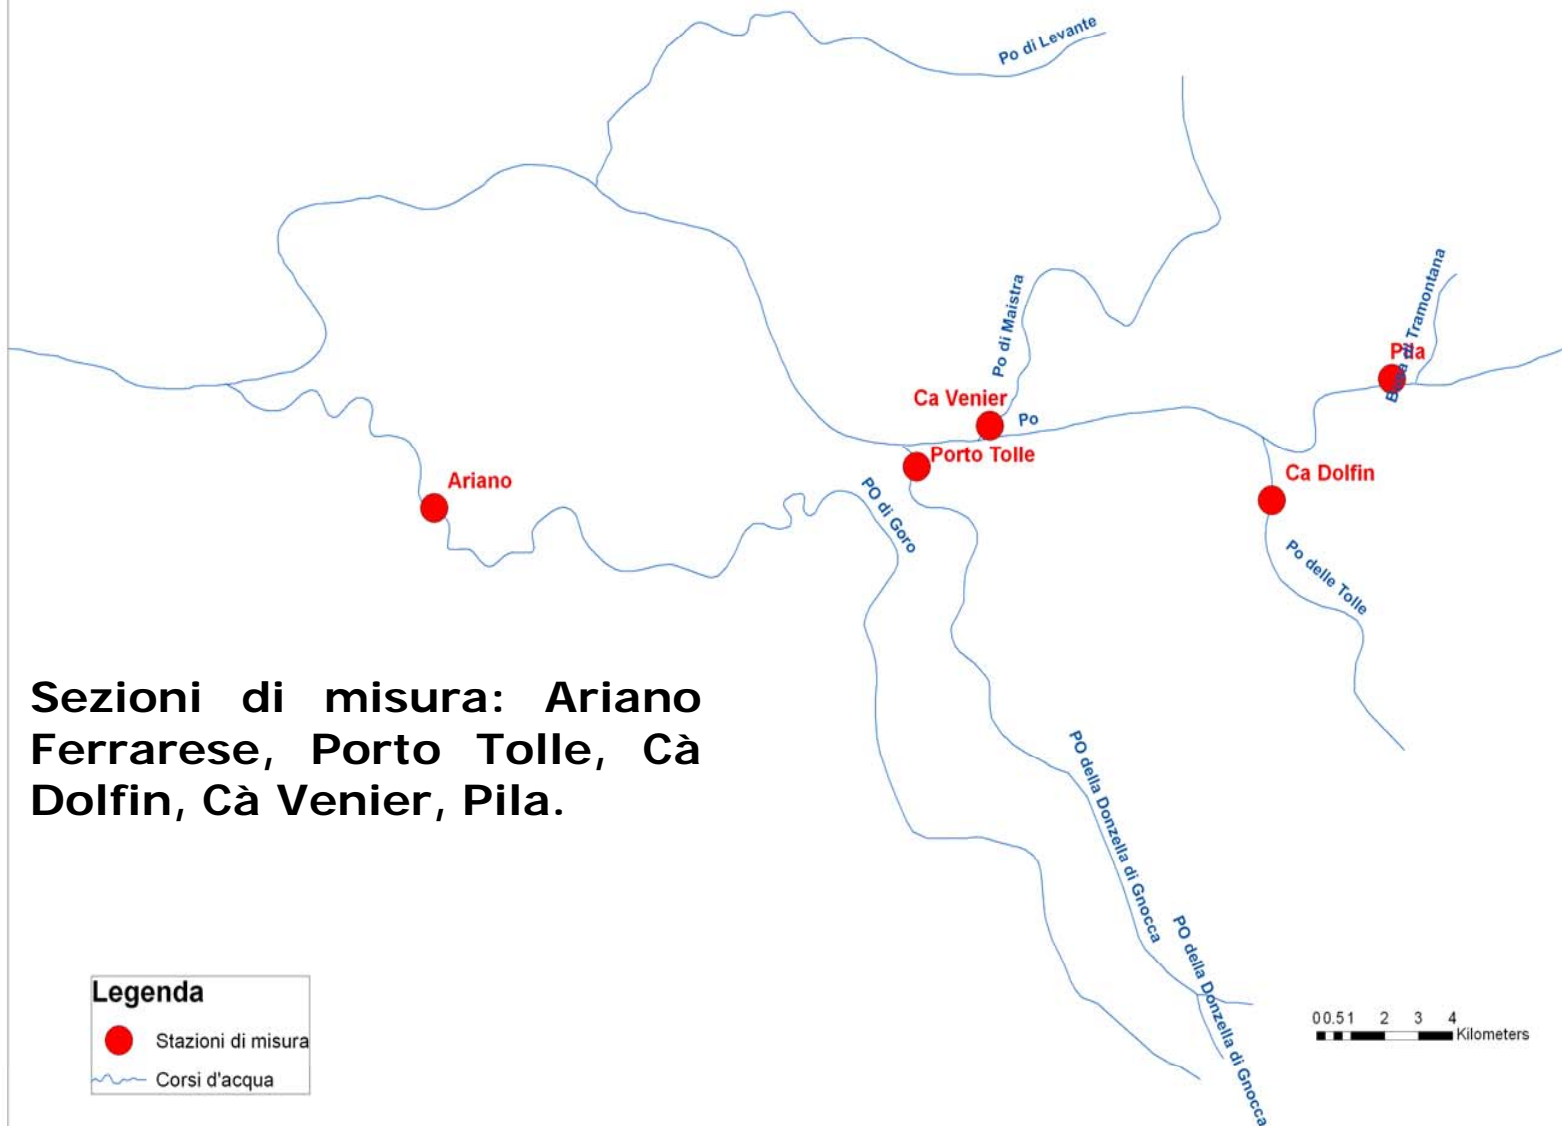 Po di Levante
Po di Maistra
Busa di Tramontana
Pila
Ca Venier
Po
Porto Tolle
Ariano
PO di Goro
Ca Dolfin
Po delle Tolle
Sezioni di misura: Ariano
Ferrarese, Porto Tolle, Cà
Dolfin, Cà Venier, Pila.
PO della Donzella di Gnocca
PO della Donzella di Gnocca
Legenda
Stazioni di misura
Corsi d'acqua
0 0.5 1 2 3 4
Kilometers